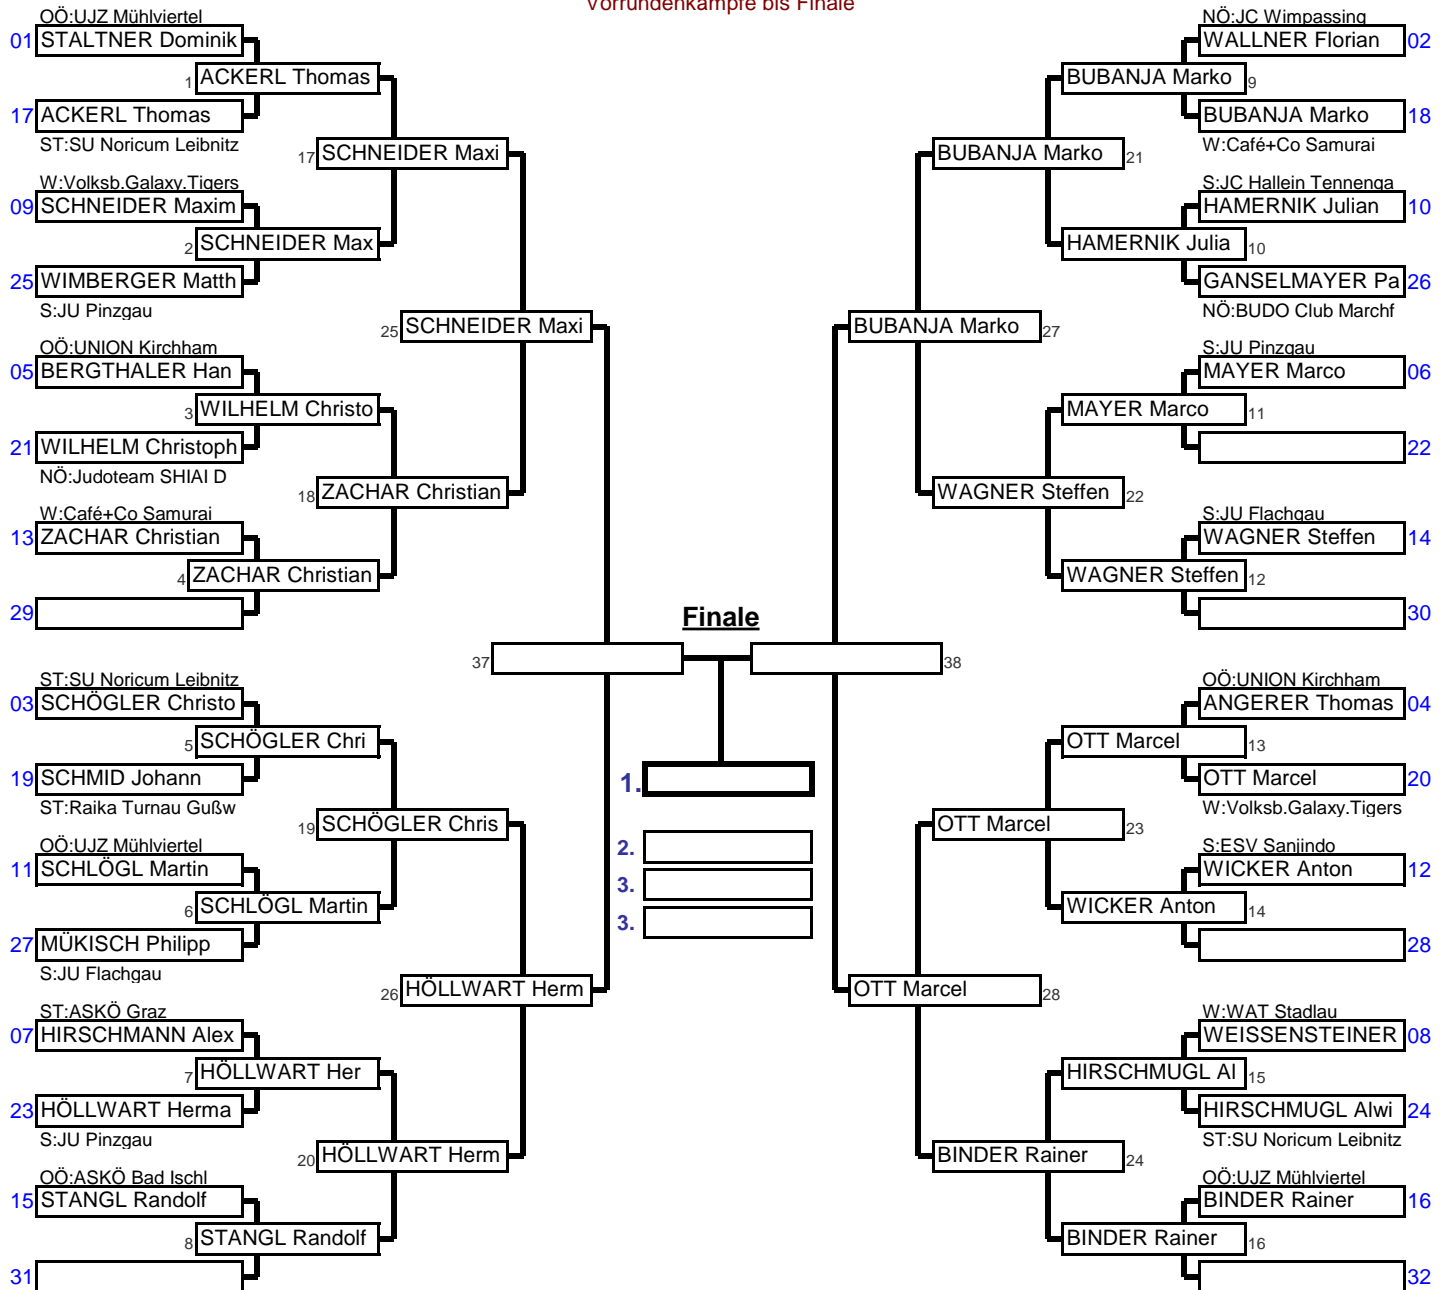 Vorrundenkämpfe bis Finale
OÖ:UJZ Mühlviertel
01 STALTNER Dominik
1 ACKERL Thomas
17 ACKERL Thomas
ST:SU Noricum Leibnitz
17 SCHNEIDER Maxi
W:Volksb.Galaxy.Tigers
09 SCHNEIDER Maxim
2 SCHNEIDER Max
25 WIMBERGER Matth
S:JU Pinzgau
25 SCHNEIDER Maxi
OÖ:UNION Kirchham
05 BERGTHALER Han
3 WILHELM Christo
21 WILHELM Christoph
NÖ:Judoteam SHIAI D
18 ZACHAR Christian
W:Café+Co Samurai
13 ZACHAR Christian
4 ZACHAR Christian
29
37
ST:SU Noricum Leibnitz
03 SCHÖGLER Christo
5 SCHÖGLER Chri
19 SCHMID Johann
ST:Raika Turnau Gußw
19 SCHÖGLER Chris
OÖ:UJZ Mühlviertel
11 SCHLÖGL Martin
6 SCHLÖGL Martin
27 MÜKISCH Philipp
S:JU Flachgau
26 HÖLLWART Herm
ST:ASKÖ Graz
07 HIRSCHMANN Alex
7 HÖLLWART Her
23 HÖLLWART Herma
S:JU Pinzgau
20 HÖLLWART Herm
OÖ:ASKÖ Bad Ischl
15 STANGL Randolf
8 STANGL Randolf
31
Finale
1.
2.
3.
3.
NÖ:JC Wimpassing
WALLNER Florian 02
BUBANJA Marko 9
BUBANJA Marko 18
W:Café+Co Samurai
BUBANJA Marko 21
S:JC Hallein Tennenga
HAMERNIK Julian 10
HAMERNIK Julia 10
GANSELMAYER Pa 26
NÖ:BUDO Club Marchf
BUBANJA Marko 27
S:JU Pinzgau
MAYER Marco 06
MAYER Marco 11
22
WAGNER Steffen 22
S:JU Flachgau
WAGNER Steffen 14
WAGNER Steffen 12
30
38
OÖ:UNION Kirchham
ANGERER Thomas 04
OTT Marcel 13
OTT Marcel 20
W:Volksb.Galaxy.Tigers
OTT Marcel 23
S:ESV Sanjindo
WICKER Anton 12
WICKER Anton 14
28
OTT Marcel 28
W:WAT Stadlau
WEISSENSTEINER 08
HIRSCHMUGL Al 15
HIRSCHMUGL Alwi 24
ST:SU Noricum Leibnitz
BINDER Rainer 24
OÖ:UJZ Mühlviertel
BINDER Rainer 16
BINDER Rainer 16
32